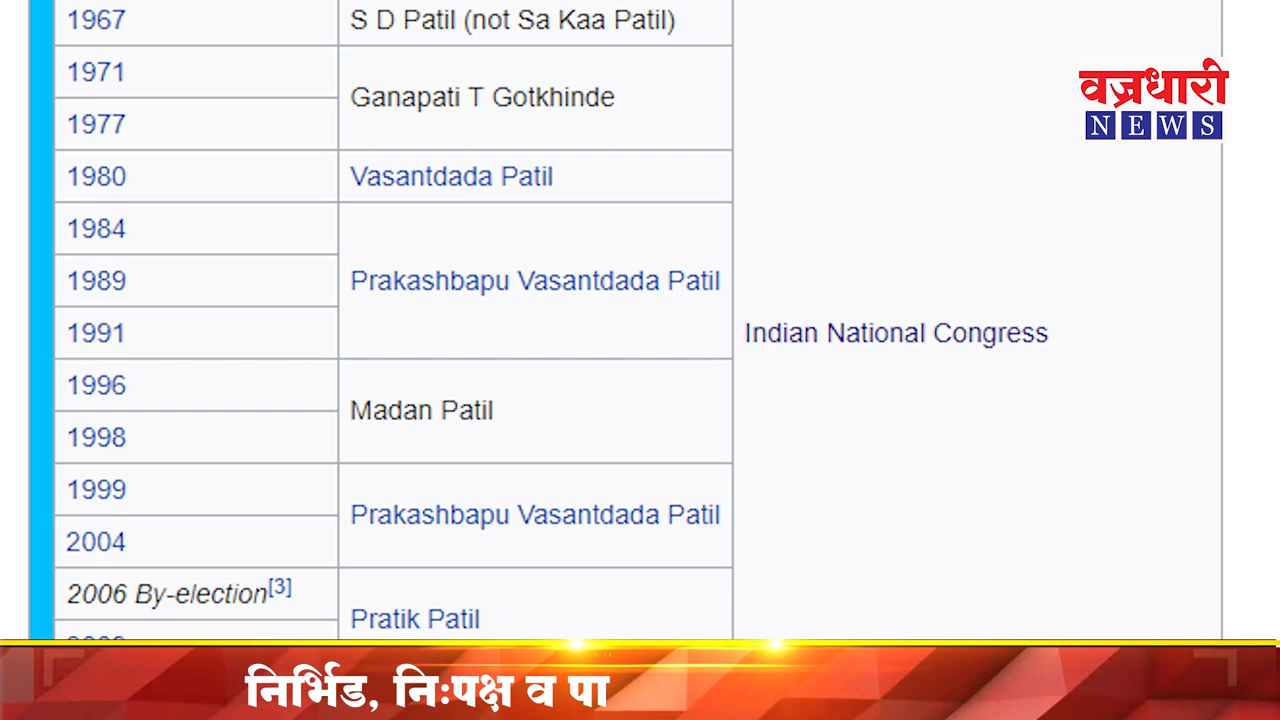 1967 S D Patil (not Sa Kaa Patil)
1971
Ganapati T Gotkhinde
1977
1980 Vasantdada Patil
1984
1989 Prakashbapu Vasantdada Patil
1991 Indian National Congress
1996
Madan Patil
1998
1999
Prakashbapu Vasantdada Patil
2004
2006 By-election[3]
Pratik Patil
वज्रधारी
NEWS
निर्भिड, निःपक्ष व पा